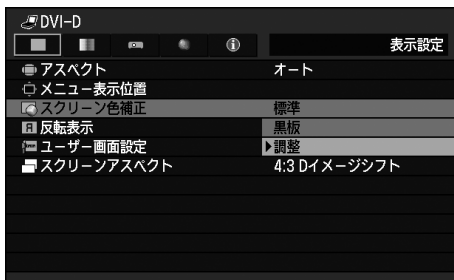 DVI-D
表示設定
アスペクト オート
メニュー表示位置
スクリーン色補正 標準
反転表示 黒板
ユーザー画面設定 調整
スクリーンアスペクト 4:3 Dイメージシフト